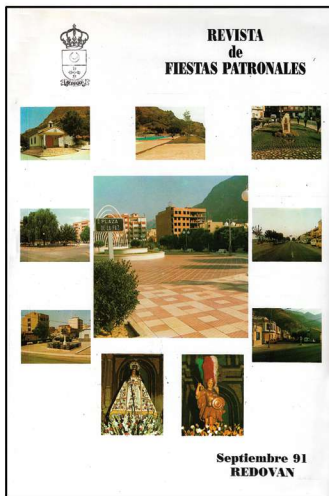 REVISTA
de
FIESTAS PATRONALES
PLAZA
Septiembre 91
REDOVAN